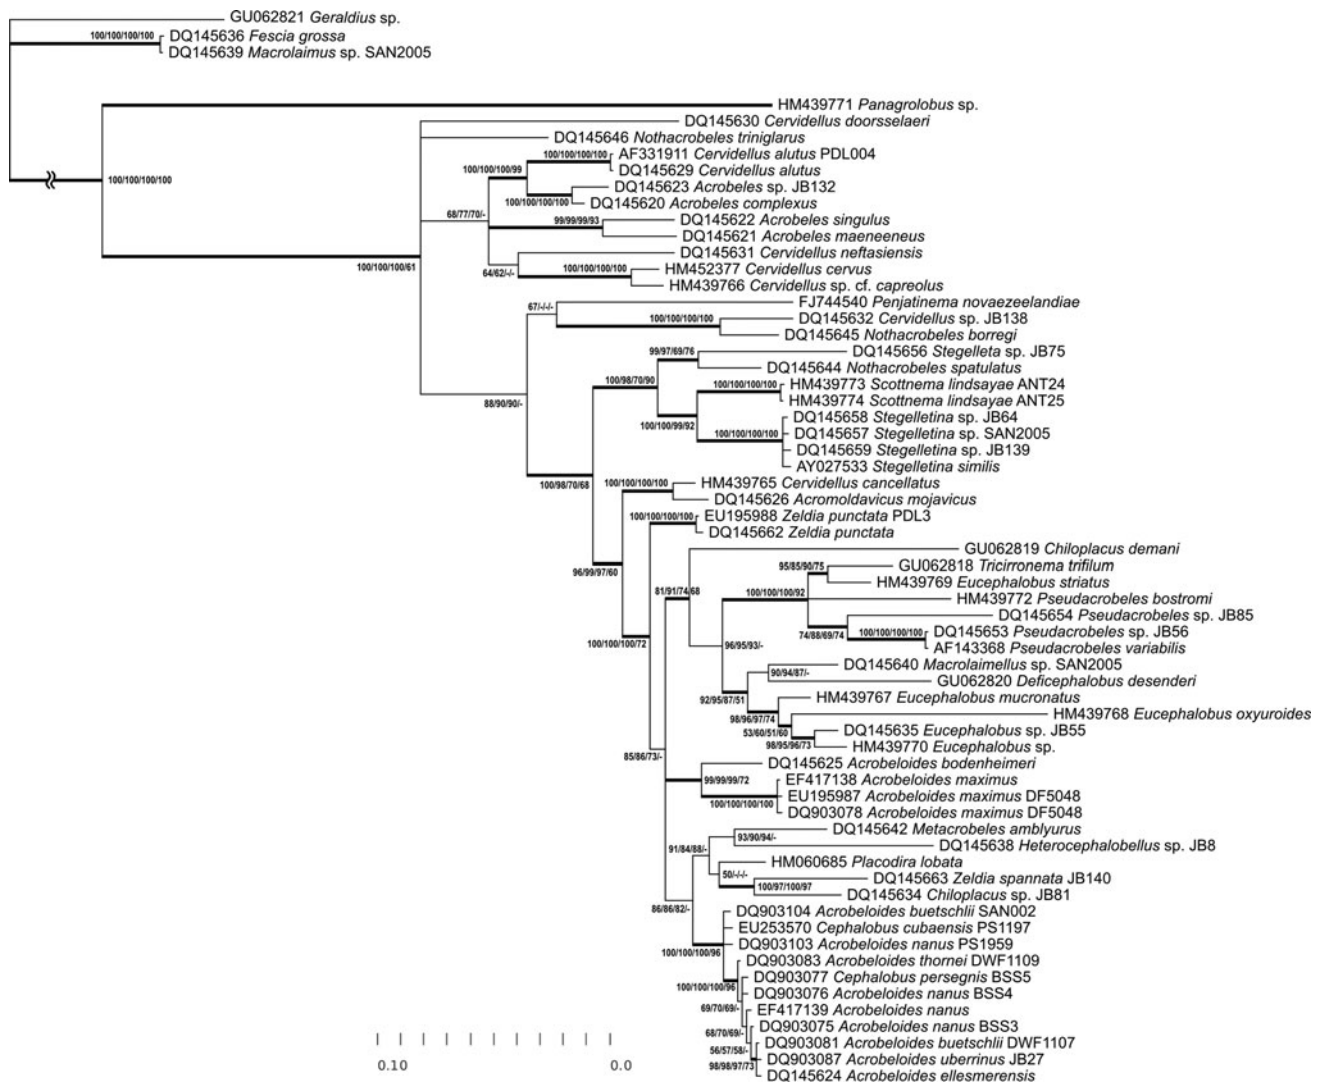 GU062821 Geraldius sp.
100/100/100/100
DQ145636 Fescia grossa
DQ145639 Macrolaimus sp. SAN2005
HM439771 Panagrolobus sp.
DQ145630 Cervidellus doorsselaeri
DQ145646 Nothacrobeles triniglarus
100/100/100/100
AF331911 Cervidellus alutus PDL004
100/100/100/99
DQ145629 Cervidellus alutus
100/100/100/100
DQ145623 Acrobeles sp. JB132
100/100/100/100
DQ145620 Acrobeles complexus
68/77/70/-
99/99/99/93
DQ145622 Acrobeles singulus
DQ145621 Acrobeles maeneeneus
DQ145631 Cervidellus neftasiensis
100/100/100/61
64/62/-/-
100/100/100/100
HM452377 Cervidellus cervus
HM439766 Cervidellus sp. cf. capreolus
67/-/-/-
FJ744540 Penjatinema novaezeelandiae
100/100/100/100
DQ145632 Cervidellus sp. JB138
DQ145645 Nothacrobeles borregi
99/97/69/76
DQ145656 Stegelleta sp. JB75
DQ145644 Nothacrobeles spatulatus
100/98/70/90
100/100/100/100
HM439773 Scottnema lindsayae ANT24
88/90/90/-
HM439774 Scottnema lindsayae ANT25
DQ145658 Stegelletina sp. JB64
100/100/99/92
100/100/100/100
DQ145657 Stegelletina sp. SAN2005
DQ145659 Stegelletina sp. JB139
AY027533 Stegelletina similis
100/98/70/68
100/100/100/100
HM439765 Cervidellus cancellatus
DQ145626 Acromoldavicus mojavicus
100/100/100/100
EU195988 Zeldia punctata PDL3
DQ145662 Zeldia punctata
GU062819 Chiloplacus demani
96/99/97/60
95/85/90/75
GU062818 Tricirronema trifilum
HM439769 Eucephalobus striatus
81/91/74/68
100/100/100/92
HM439772 Pseudacrobeles bostromi
DQ145654 Pseudacrobeles sp. JB85
74/88/69/74
100/100/100/100
DQ145653 Pseudacrobeles sp. JB56
100/100/100/72
96/95/93/-
AF143368 Pseudacrobeles variabilis
DQ145640 Macrolaimellus sp. SAN2005
90/94/87/-
GU062820 Deficephalobus desenderi
92/95/87/51
HM439767 Eucephalobus mucronatus
98/96/97/74
HM439768 Eucephalobus oxyuroides
53/60/51/60
DQ145635 Eucephalobus sp. JB55
98/95/96/73
HM439770 Eucephalobus sp.
85/86/73/-
DQ145625 Acrobeloides bodenheimeri
99/99/99/72
EF417138 Acrobeloides maximus
EU195987 Acrobeloides maximus DF5048
100/100/100/100
DQ903078 Acrobeloides maximus DF5048
DQ145642 Metacrobeles amblyurus
93/90/94/-
91/84/88/-
DQ145638 Heterocephalobellus sp. JB8
HM060685 Placodira lobata
50/-/-/-
DQ145663 Zeldia spannata JB140
100/97/100/97
DQ145634 Chiloplacus sp. JB81
86/86/82/-
DQ903104 Acrobeloides buetschlii SAN002
EU253570 Cephalobus cubaensis PS1197
100/100/100/96
DQ903103 Acrobeloides nanus PS1959
DQ903083 Acrobeloides thornei DWF1109
100/100/100/96
DQ903077 Cephalobus persegnis BSS5
DQ903076 Acrobeloides nanus BSS4
69/70/69/-
EF417139 Acrobeloides nanus
68/70/69/-
DQ903075 Acrobeloides nanus BSS3
56/57/58/-
DQ903081 Acrobeloides buetschlii DWF1107
98/98/97/73
DQ903087 Acrobeloides uberrinus JB27
DQ145624 Acrobeloides ellesmerensis
0.10 0.0